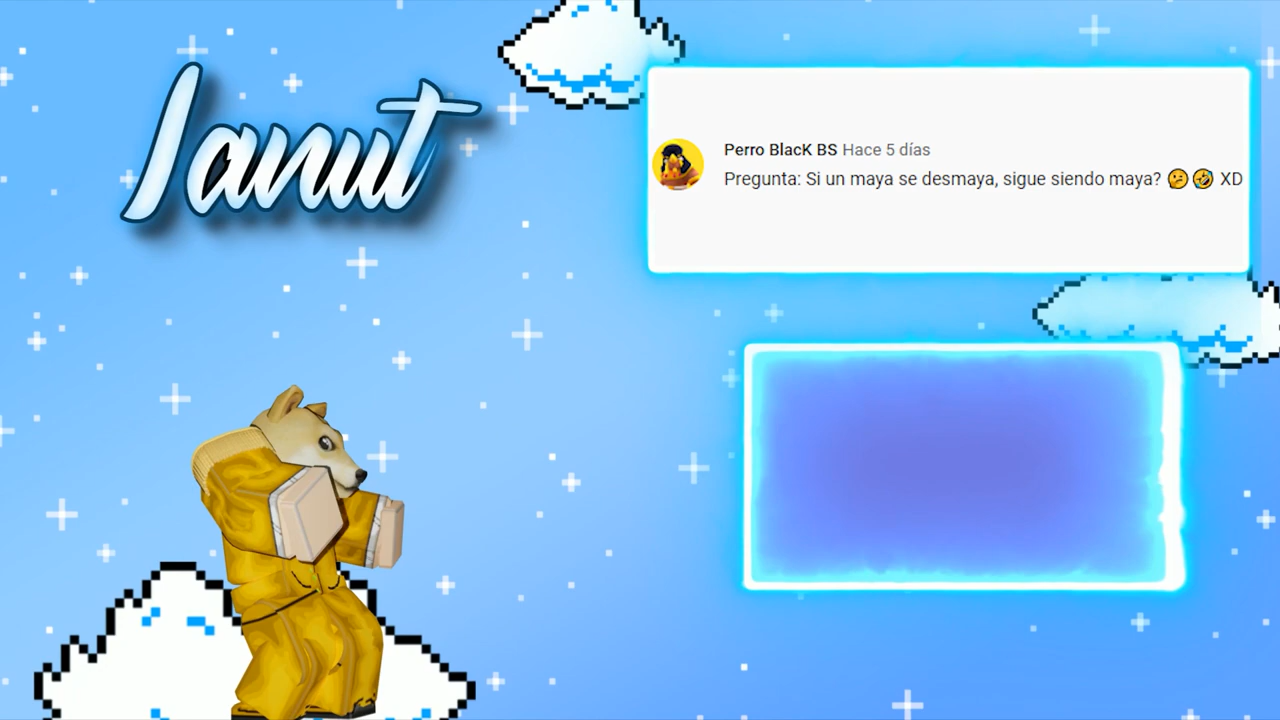 Ianut
Perro BlacK BS Hace 5 días
Pregunta: Si un maya se desmaya, sigue siendo maya? 🤔🤣 XD